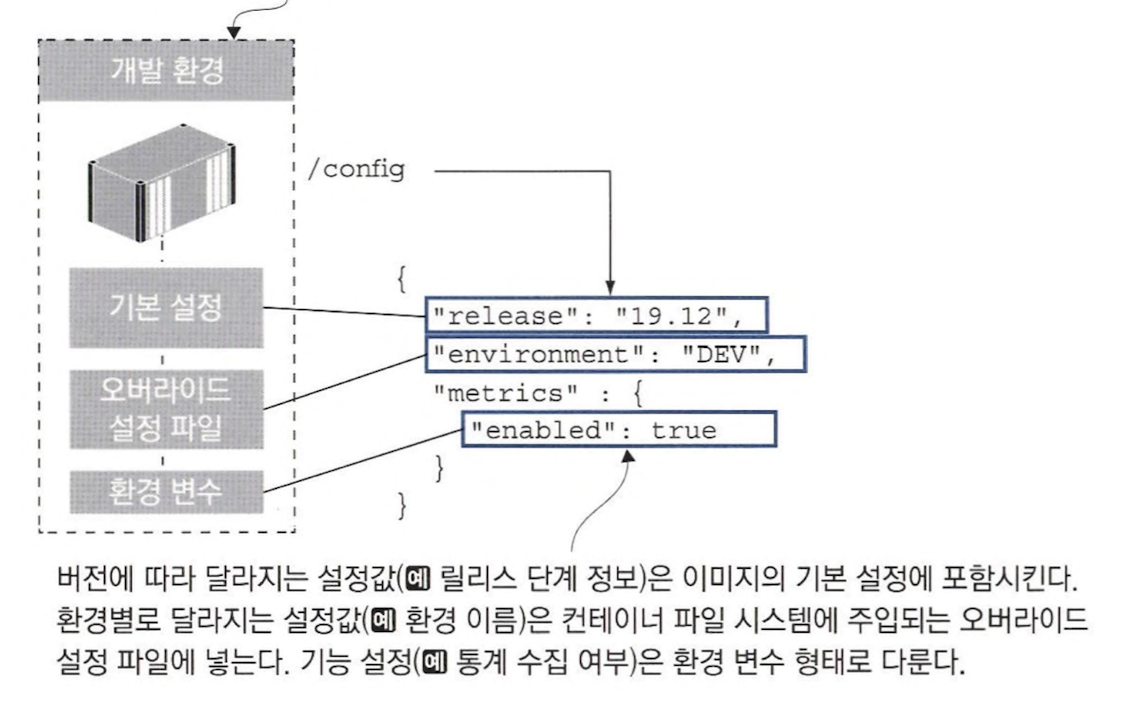 개발 환경
/config
{
기본 설정
"release": "19.12",
"environment": "DEV",
오버라이드
설정 파일
"metrics" : {
"enabled": true
}
환경 변수
}
버전에 따라 달라지는 설정값(예 릴리스 단계 정보)은 이미지의 기본 설정에 포함시킨다.
환경별로 달라지는 설정값(예 환경 이름)은 컨테이너 파일 시스템에 주입되는 오버라이드
설정 파일에 넣는다. 기능 설정(예 통계 수집 여부)은 환경 변수 형태로 다룬다.